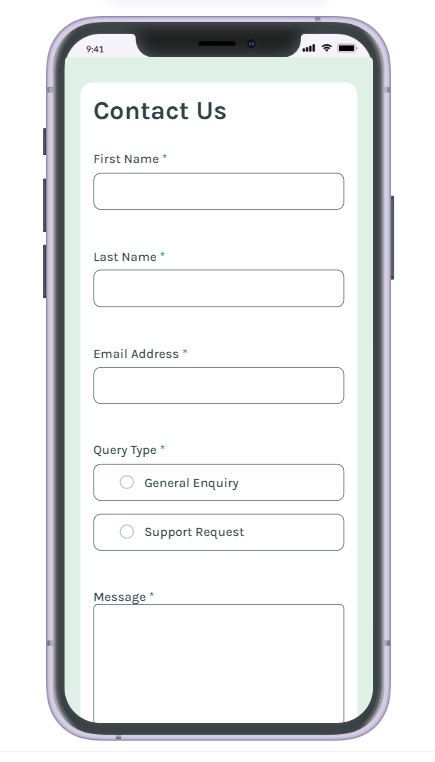 9:41
Contact Us
First Name *
Last Name *
Email Address *
Query Type *
General Enquiry
Support Request
Message *